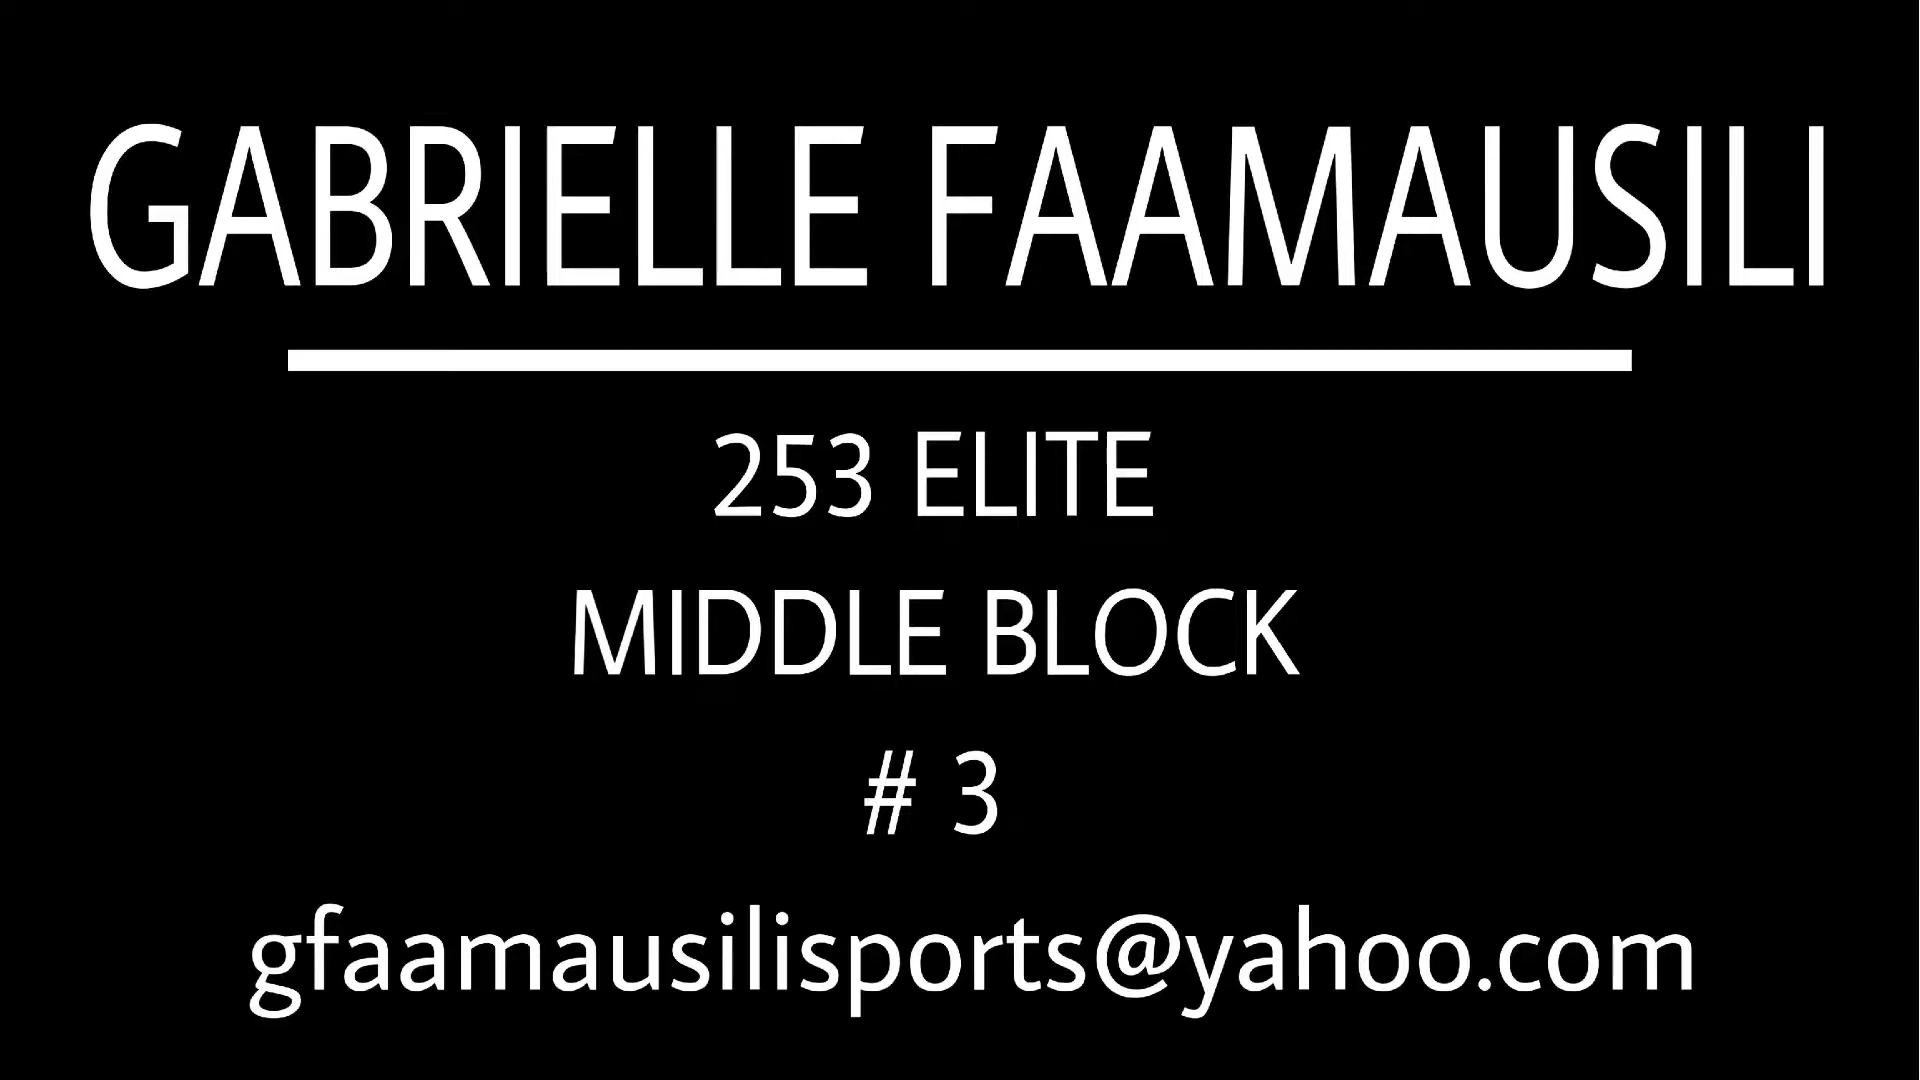 GABRIELLE FAAMAUSILI
253 ELITE
MIDDLE BLOCK
# 3
gfaamausilisports@yahoo.com